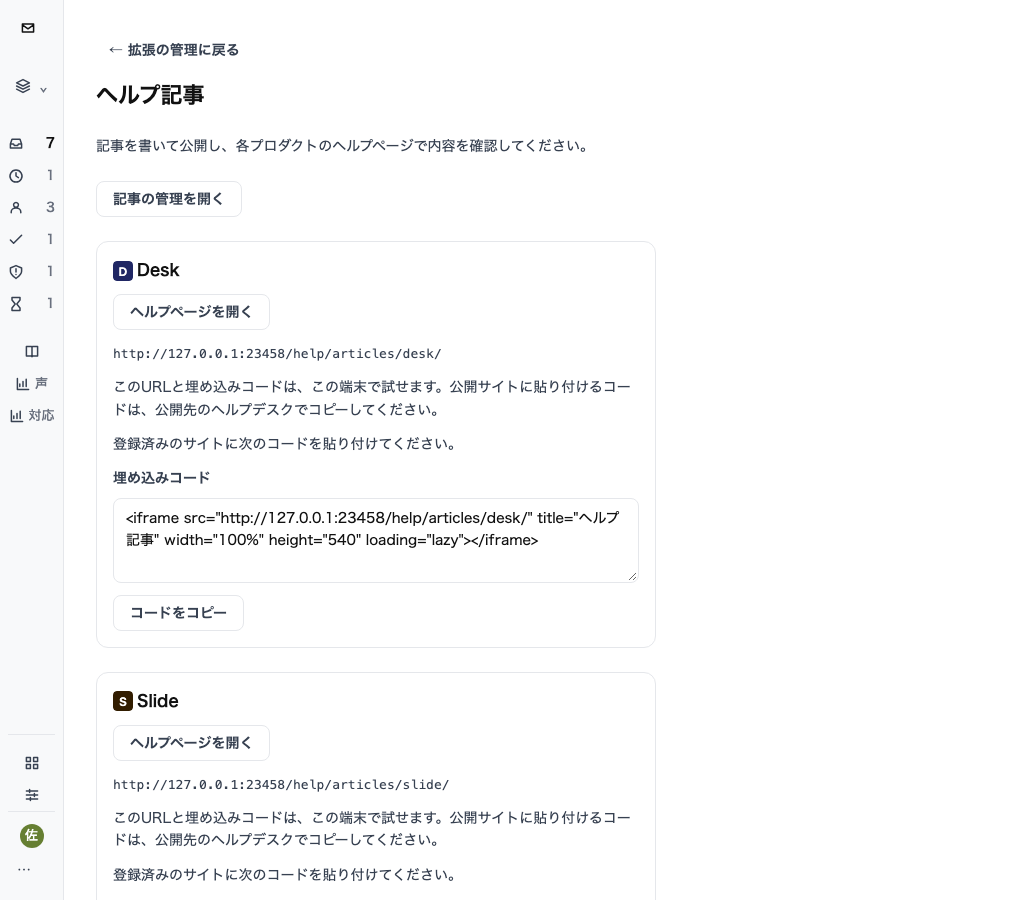 ← 拡張の管理に戻る
ヘルプ記事
記事を書いて公開し、各プロダクトのヘルプページで内容を確認してください。
記事の管理を開く
7
1
3
1
1
1
声
対応
佐
…
D Desk
ヘルプページを開く
http://127.0.0.1:23458/help/articles/desk/
このURLと埋め込みコードは、この端末で試せます。公開サイトに貼り付けるコー
ドは、公開先のヘルプデスクでコピーしてください。
登録済みのサイトに次のコードを貼り付けてください。
埋め込みコード
<iframe src="http://127.0.0.1:23458/help/articles/desk/" title="ヘルプ
記事" width="100%" height="540" loading="lazy"></iframe>
コードをコピー
S Slide
ヘルプページを開く
http://127.0.0.1:23458/help/articles/slide/
このURLと埋め込みコードは、この端末で試せます。公開サイトに貼り付けるコー
ドは、公開先のヘルプデスクでコピーしてください。
登録済みのサイトに次のコードを貼り付けてください。